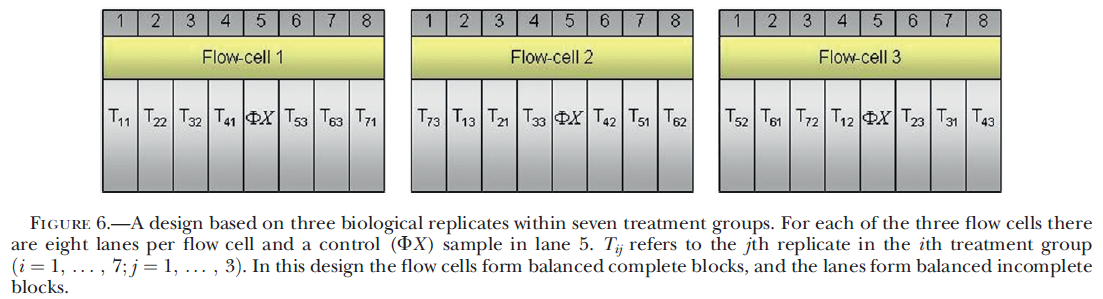 1 2 3 4 5 6 7 8
Flow-cell 1
T11 T22 T32 T41 ΦX T53 T63 T71
1 2 3 4 5 6 7 8
Flow-cell 2
T73 T13 T21 T33 ΦX T42 T51 T62
1 2 3 4 5 6 7 8
Flow-cell 3
T52 T61 T72 T12 ΦX T23 T31 T43
FIGURE 6.—A design based on three biological replicates within seven treatment groups. For each of the three flow cells there
are eight lanes per flow cell and a control (ΦX) sample in lane 5. Tij refers to the jth replicate in the ith treatment group
(i = 1, . . . , 7; j = 1, . . . , 3). In this design the flow cells form balanced complete blocks, and the lanes form balanced incomplete
blocks.